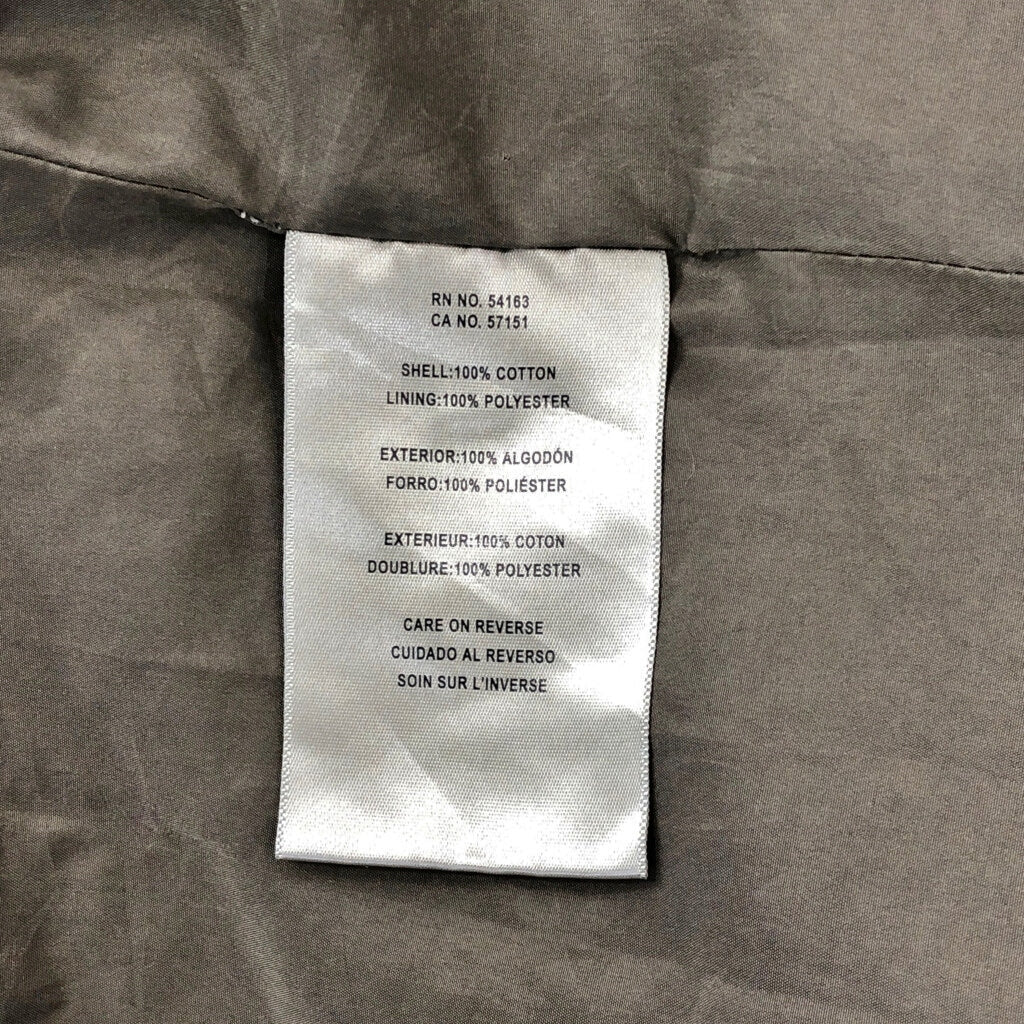 RN NO. 54163
CA NO. 57151
SHELL:100% COTTON
LINING:100% POLYESTER
EXTERIOR:100% ALGODÓN
FORRO:100% POLIÉSTER
EXTERIEUR:100% COTON
DOUBLURE:100% POLYESTER
CARE ON REVERSE
CUIDADO AL REVERSO
SOIN SUR L'INVERSE